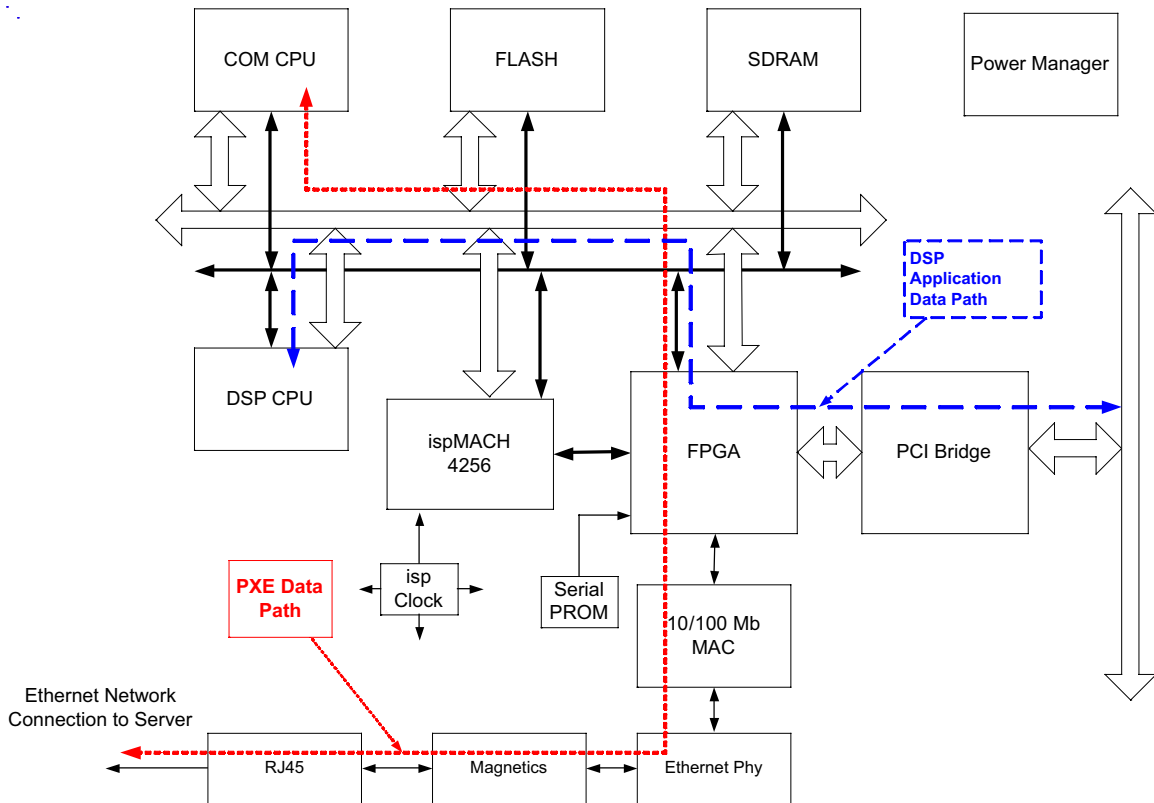 COM CPU
FLASH
SDRAM
Power Manager
DSP
Application
Data Path
DSP CPU
ispMACH
4256
FPGA
PCI Bridge
isp
Clock
Serial
PROM
PXE Data
Path
10/100 Mb
MAC
Ethernet Network
Connection to Server
RJ45
Magnetics
Ethernet Phy